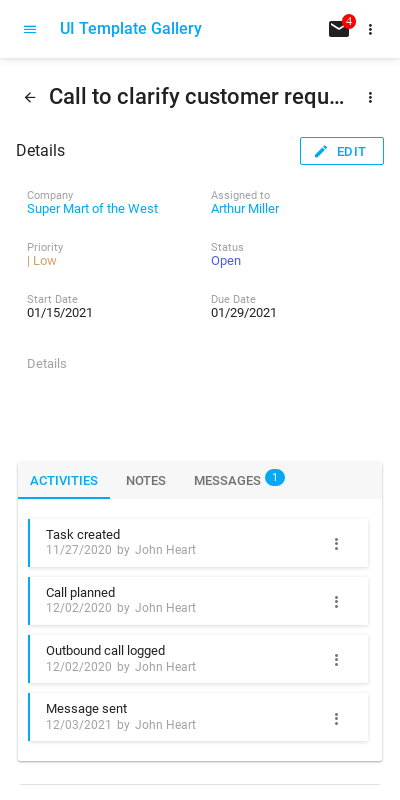 UI Template Gallery
4
Call to clarify customer requ...
Details
EDIT
Company
Super Mart of the West
Assigned to
Arthur Miller
Priority
| Low
Status
Open
Start Date
01/15/2021
Due Date
01/29/2021
Details
ACTIVITIES NOTES MESSAGES 1
Task created
11/27/2020 by John Heart
Call planned
12/02/2020 by John Heart
Outbound call logged
12/02/2020 by John Heart
Message sent
12/03/2021 by John Heart